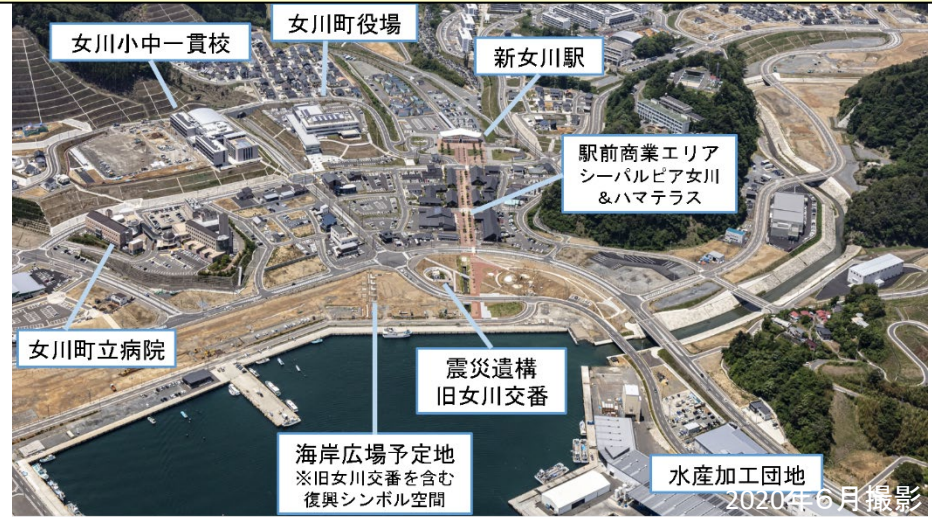 女川小中一貫校
女川町役場
新女川駅
駅前商業エリア
シーパルピア女川
&ハマテラス
女川町立病院
震災遺構
旧女川交番
海岸広場予定地
※旧女川交番を含む
復興シンボル空間
水産加工団地
2020年6月撮影